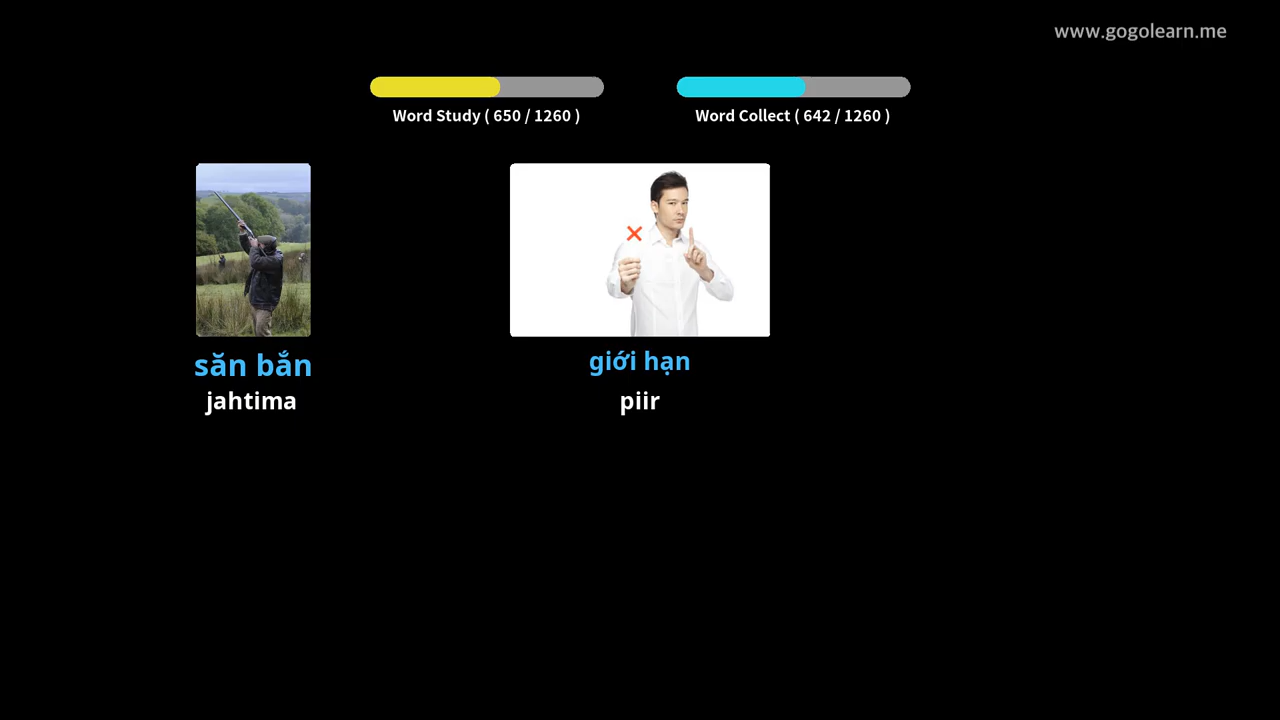 www.gogolearn.me
Word Study ( 650 / 1260 )
Word Collect ( 642 / 1260 )
săn bắn
jahtima
giới hạn
piir